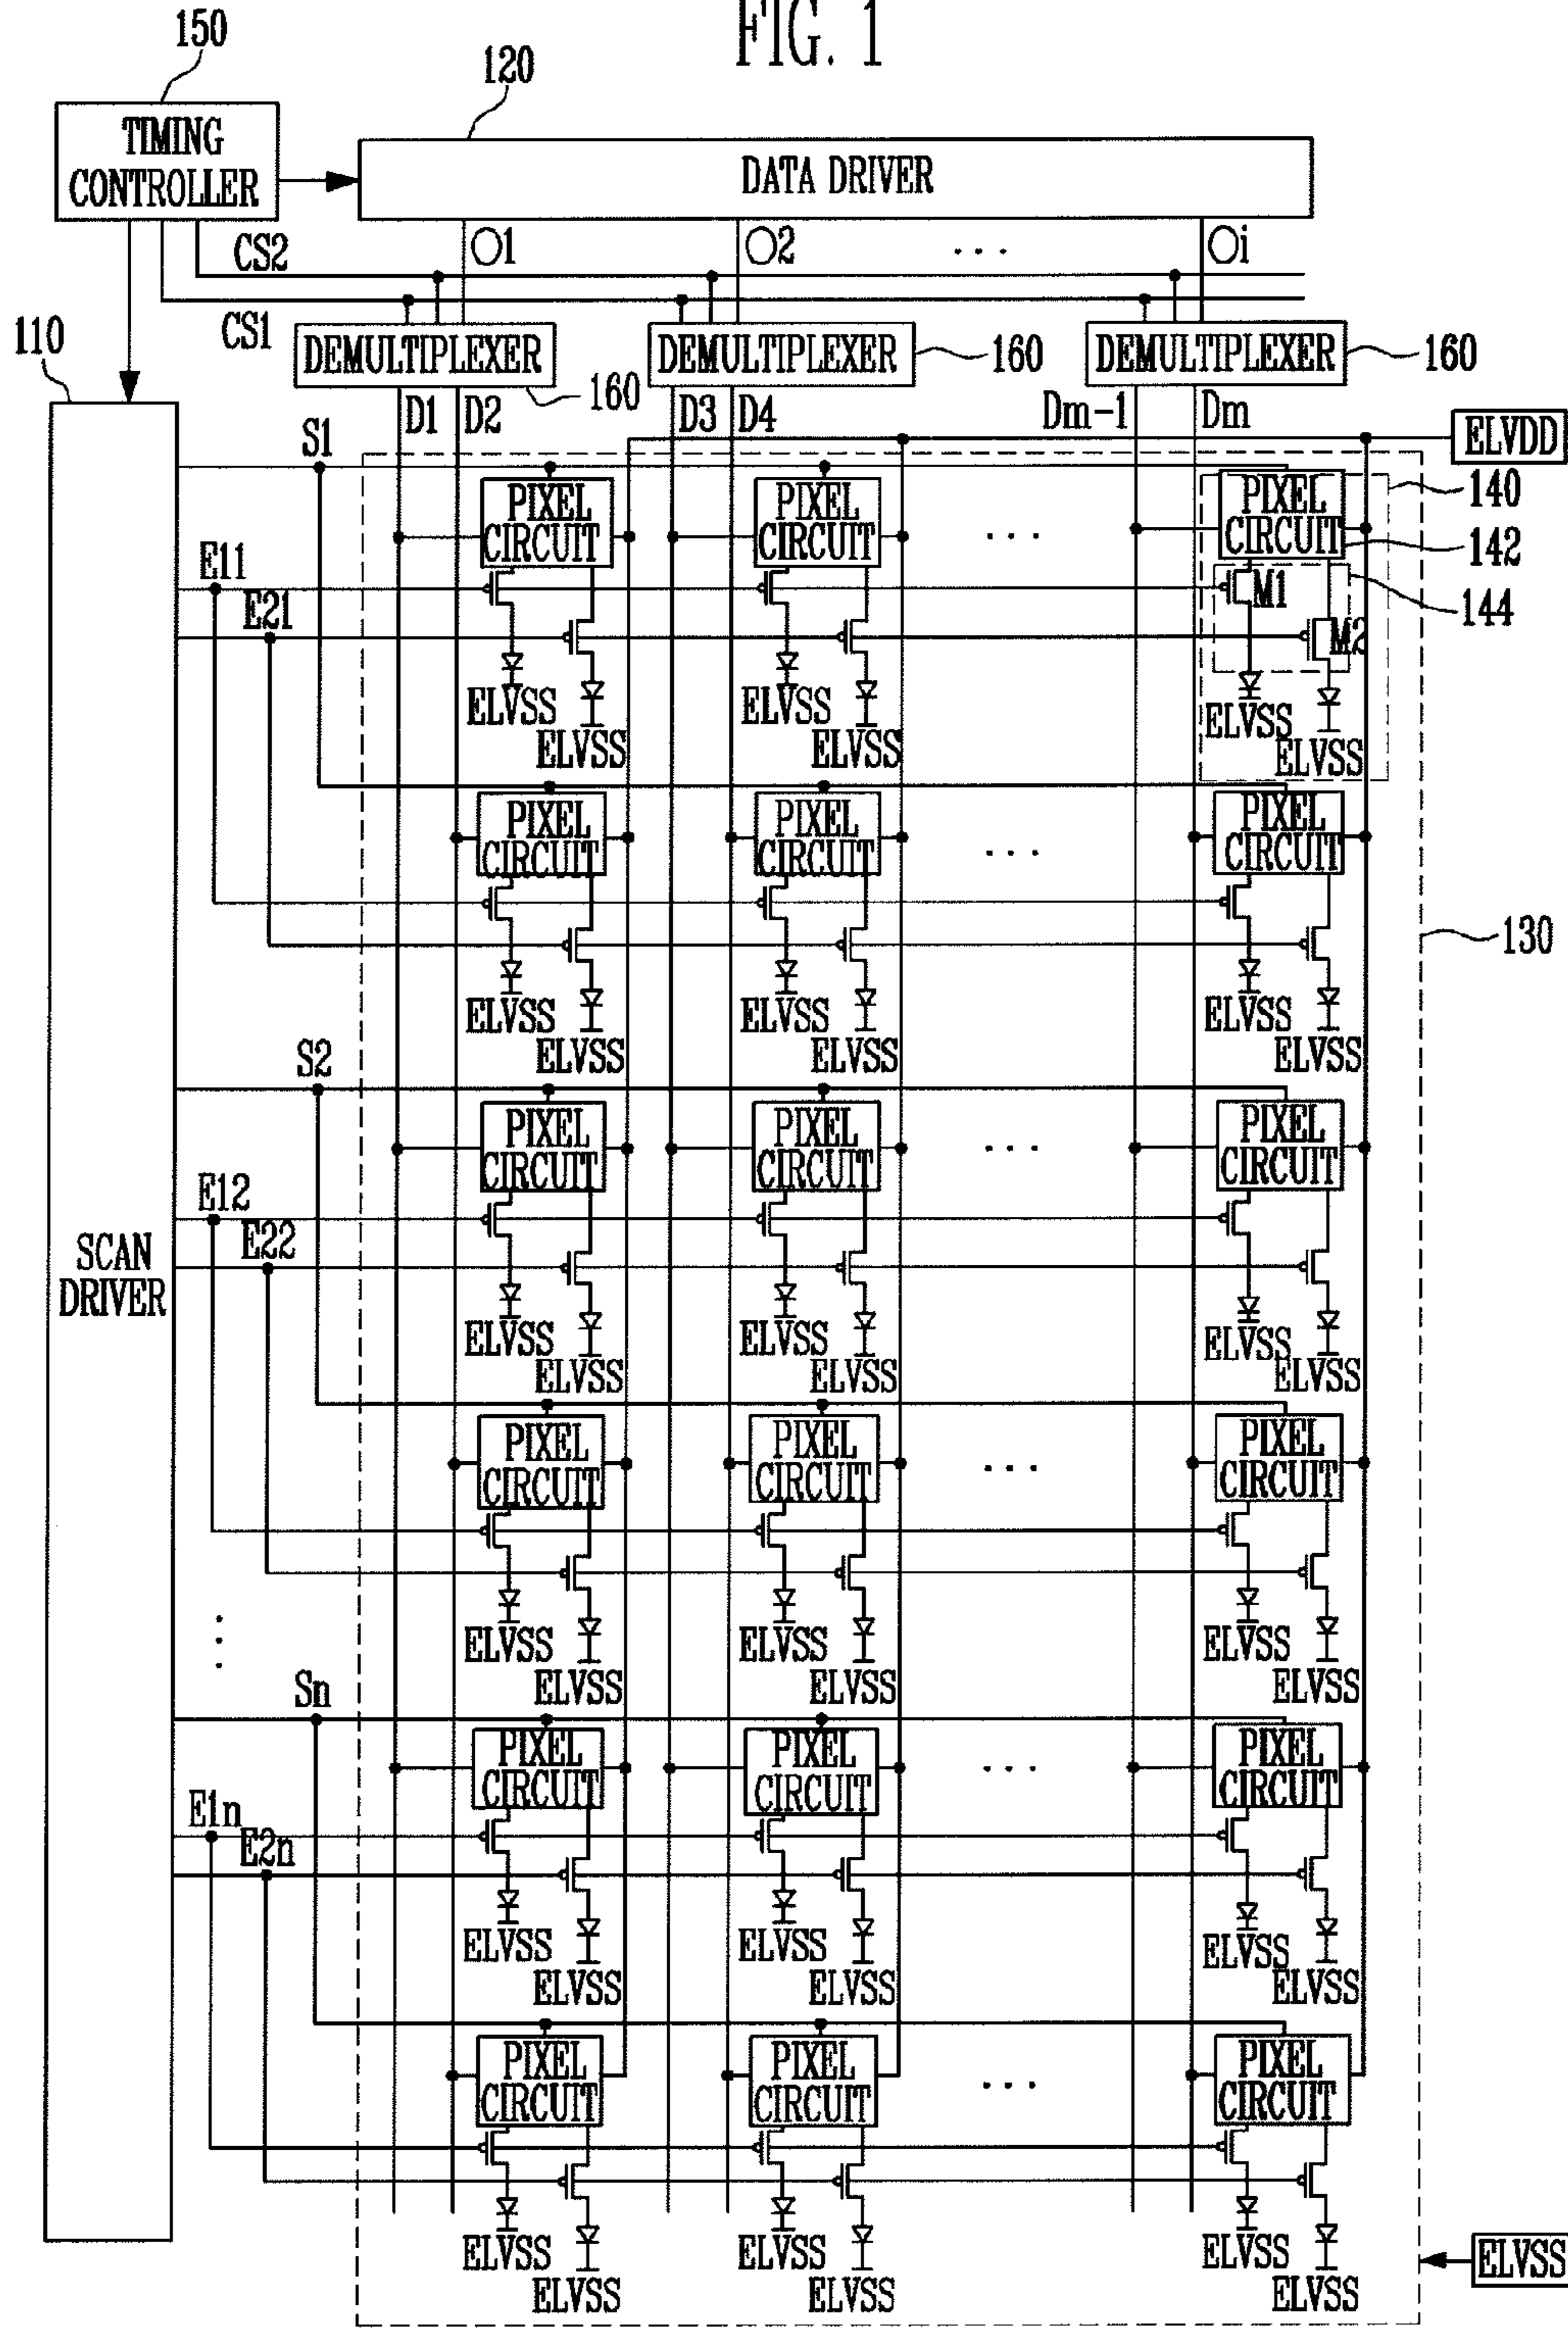 FIG. 1
150
120
TIMING
CONTROLLER
DATA DRIVER
CS2
O1
O2
. . .
Oi
CS1
110
DEMULTIPLEXER
160
DEMULTIPLEXER
160
DEMULTIPLEXER
160
D1
D2
D3
D4
Dm-1
Dm
ELVDD
S1
PIXEL
CIRCUIT
PIXEL
CIRCUIT
. . .
PIXEL
CIRCUIT
140
142
E11
E21
M1
M2
144
ELVSS
ELVSS
ELVSS
ELVSS
ELVSS
ELVSS
PIXEL
CIRCUIT
PIXEL
CIRCUIT
. . .
PIXEL
CIRCUIT
130
ELVSS
ELVSS
ELVSS
ELVSS
ELVSS
ELVSS
S2
PIXEL
CIRCUIT
PIXEL
CIRCUIT
. . .
PIXEL
CIRCUIT
E12
E22
SCAN
DRIVER
ELVSS
ELVSS
ELVSS
ELVSS
ELVSS
ELVSS
PIXEL
CIRCUIT
PIXEL
CIRCUIT
. . .
PIXEL
CIRCUIT
ELVSS
ELVSS
ELVSS
ELVSS
ELVSS
ELVSS
. . .
Sn
PIXEL
CIRCUIT
PIXEL
CIRCUIT
. . .
PIXEL
CIRCUIT
E1n
E2n
ELVSS
ELVSS
ELVSS
ELVSS
ELVSS
ELVSS
PIXEL
CIRCUIT
PIXEL
CIRCUIT
. . .
PIXEL
CIRCUIT
ELVSS
ELVSS
ELVSS
ELVSS
ELVSS
ELVSS
ELVSS